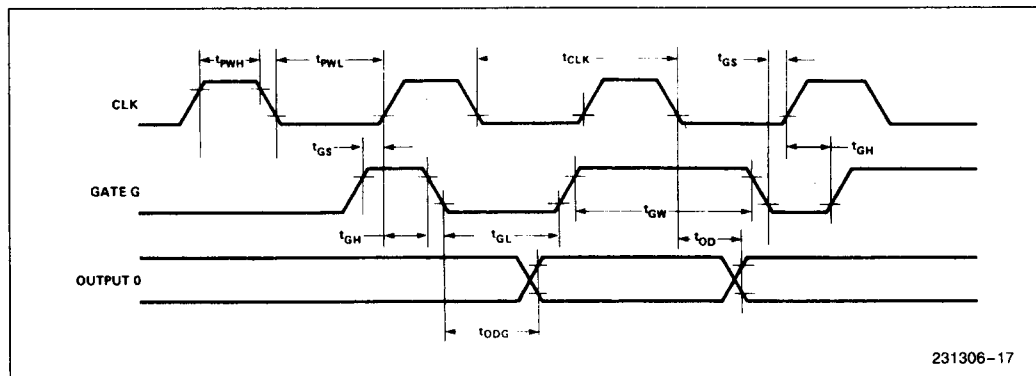 tPWH
tPWL
tCLK
tGS
CLK
tGS
tGH
GATE G
tGW
tGH
tGL
tOD
OUTPUT 0
tODG
231306-17